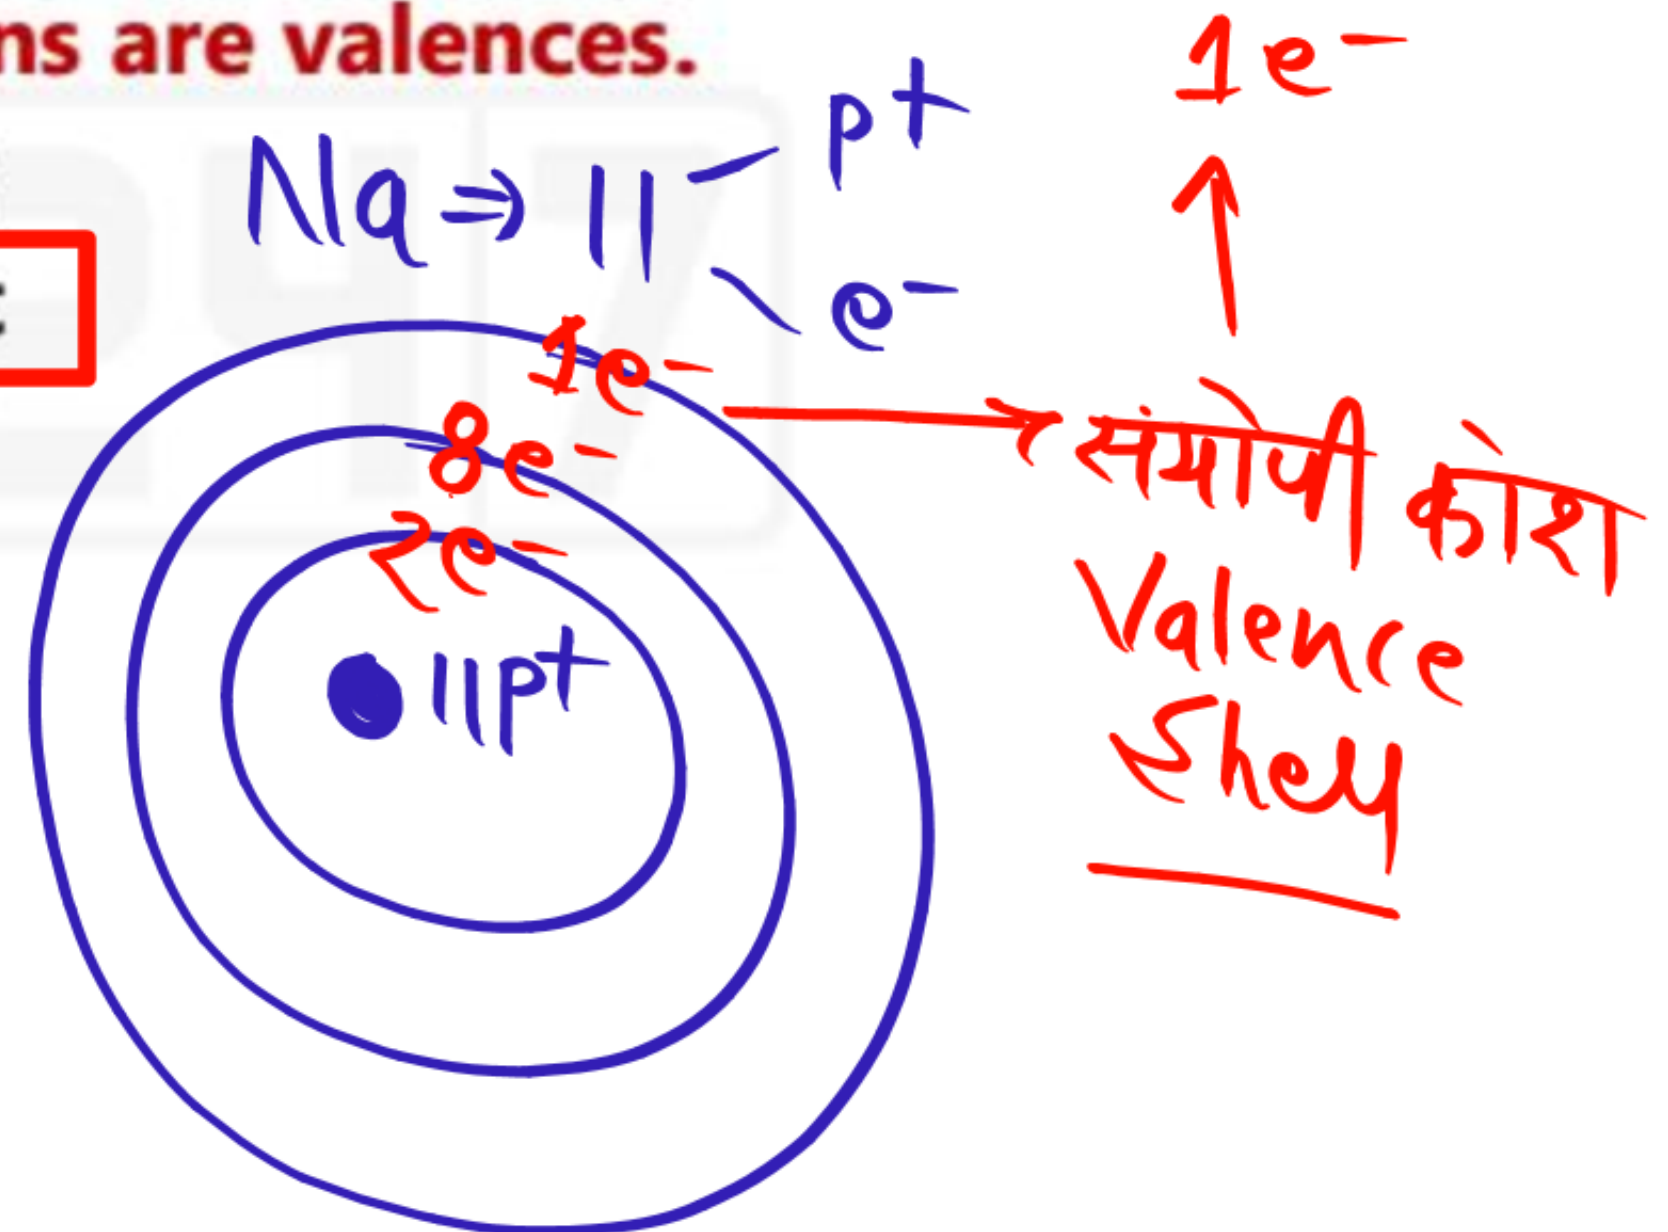 ns are valences.
1e⁻
Na ⇒ 11
p+
e⁻
1e⁻
8e⁻
2e⁻
11p+
संयोजी कोश
Valence
Shell